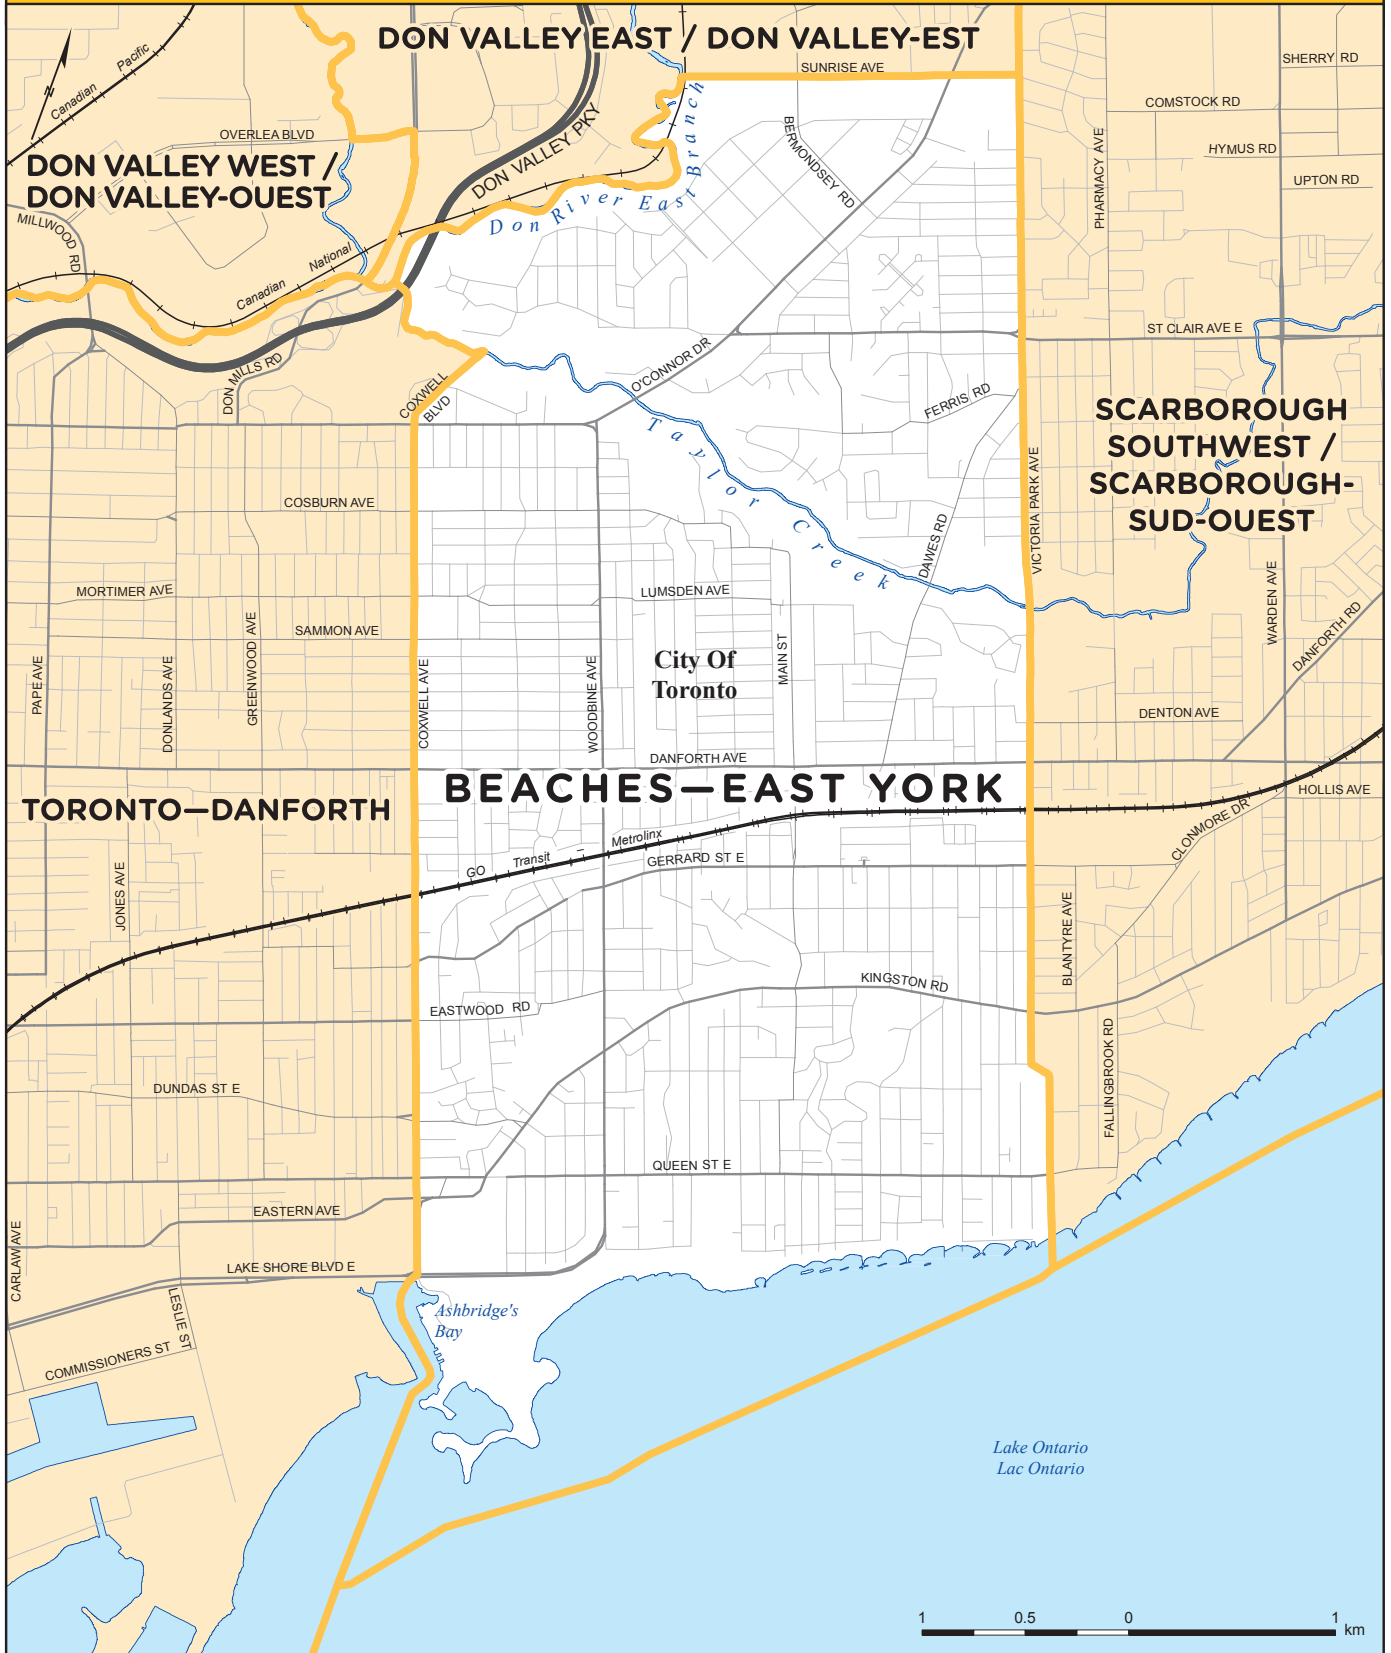 DON VALLEY EAST / DON VALLEY-EST
SUNRISE AVE
SHERRY RD
Canadian Pacific
N
COMSTOCK RD
OVERLEA BLVD
DON VALLEY PKY
BERMONDSEY RD
PHARMACY AVE
HYMUS RD
UPTON RD
DON VALLEY WEST /
DON VALLEY-OUEST
Don River East Branch
MILLWOOD RD
Canadian National
ST CLAIR AVE E
DON MILLS RD
COXWELL
BLVD
O'CONNOR DR
FERRIS RD
SCARBOROUGH
SOUTHWEST /
SCARBOROUGH-
SUD-OUEST
Taylor Creek
VICTORIA PARK AVE
COSBURN AVE
DAWES RD
MORTIMER AVE
LUMSDEN AVE
WARDEN AVE
DANFORTH RD
SAMMON AVE
GREENWOOD AVE
PAPE AVE
DONLANDS AVE
COXWELL AVE
WOODBINE AVE
City Of
Toronto
MAIN ST
DENTON AVE
DANFORTH AVE
BEACHES—EAST YORK
TORONTO—DANFORTH
HOLLIS AVE
CLONMORE DR
GO Transit – Metrolinx
GERRARD ST E
JONES AVE
BLANTYRE AVE
KINGSTON RD
EASTWOOD RD
FALLINGBROOK RD
DUNDAS ST E
QUEEN ST E
EASTERN AVE
CARLAW AVE
LAKE SHORE BLVD E
LESLIE ST
Ashbridge's
Bay
COMMISSIONERS ST
Lake Ontario
Lac Ontario
1 0.5 0 1 km